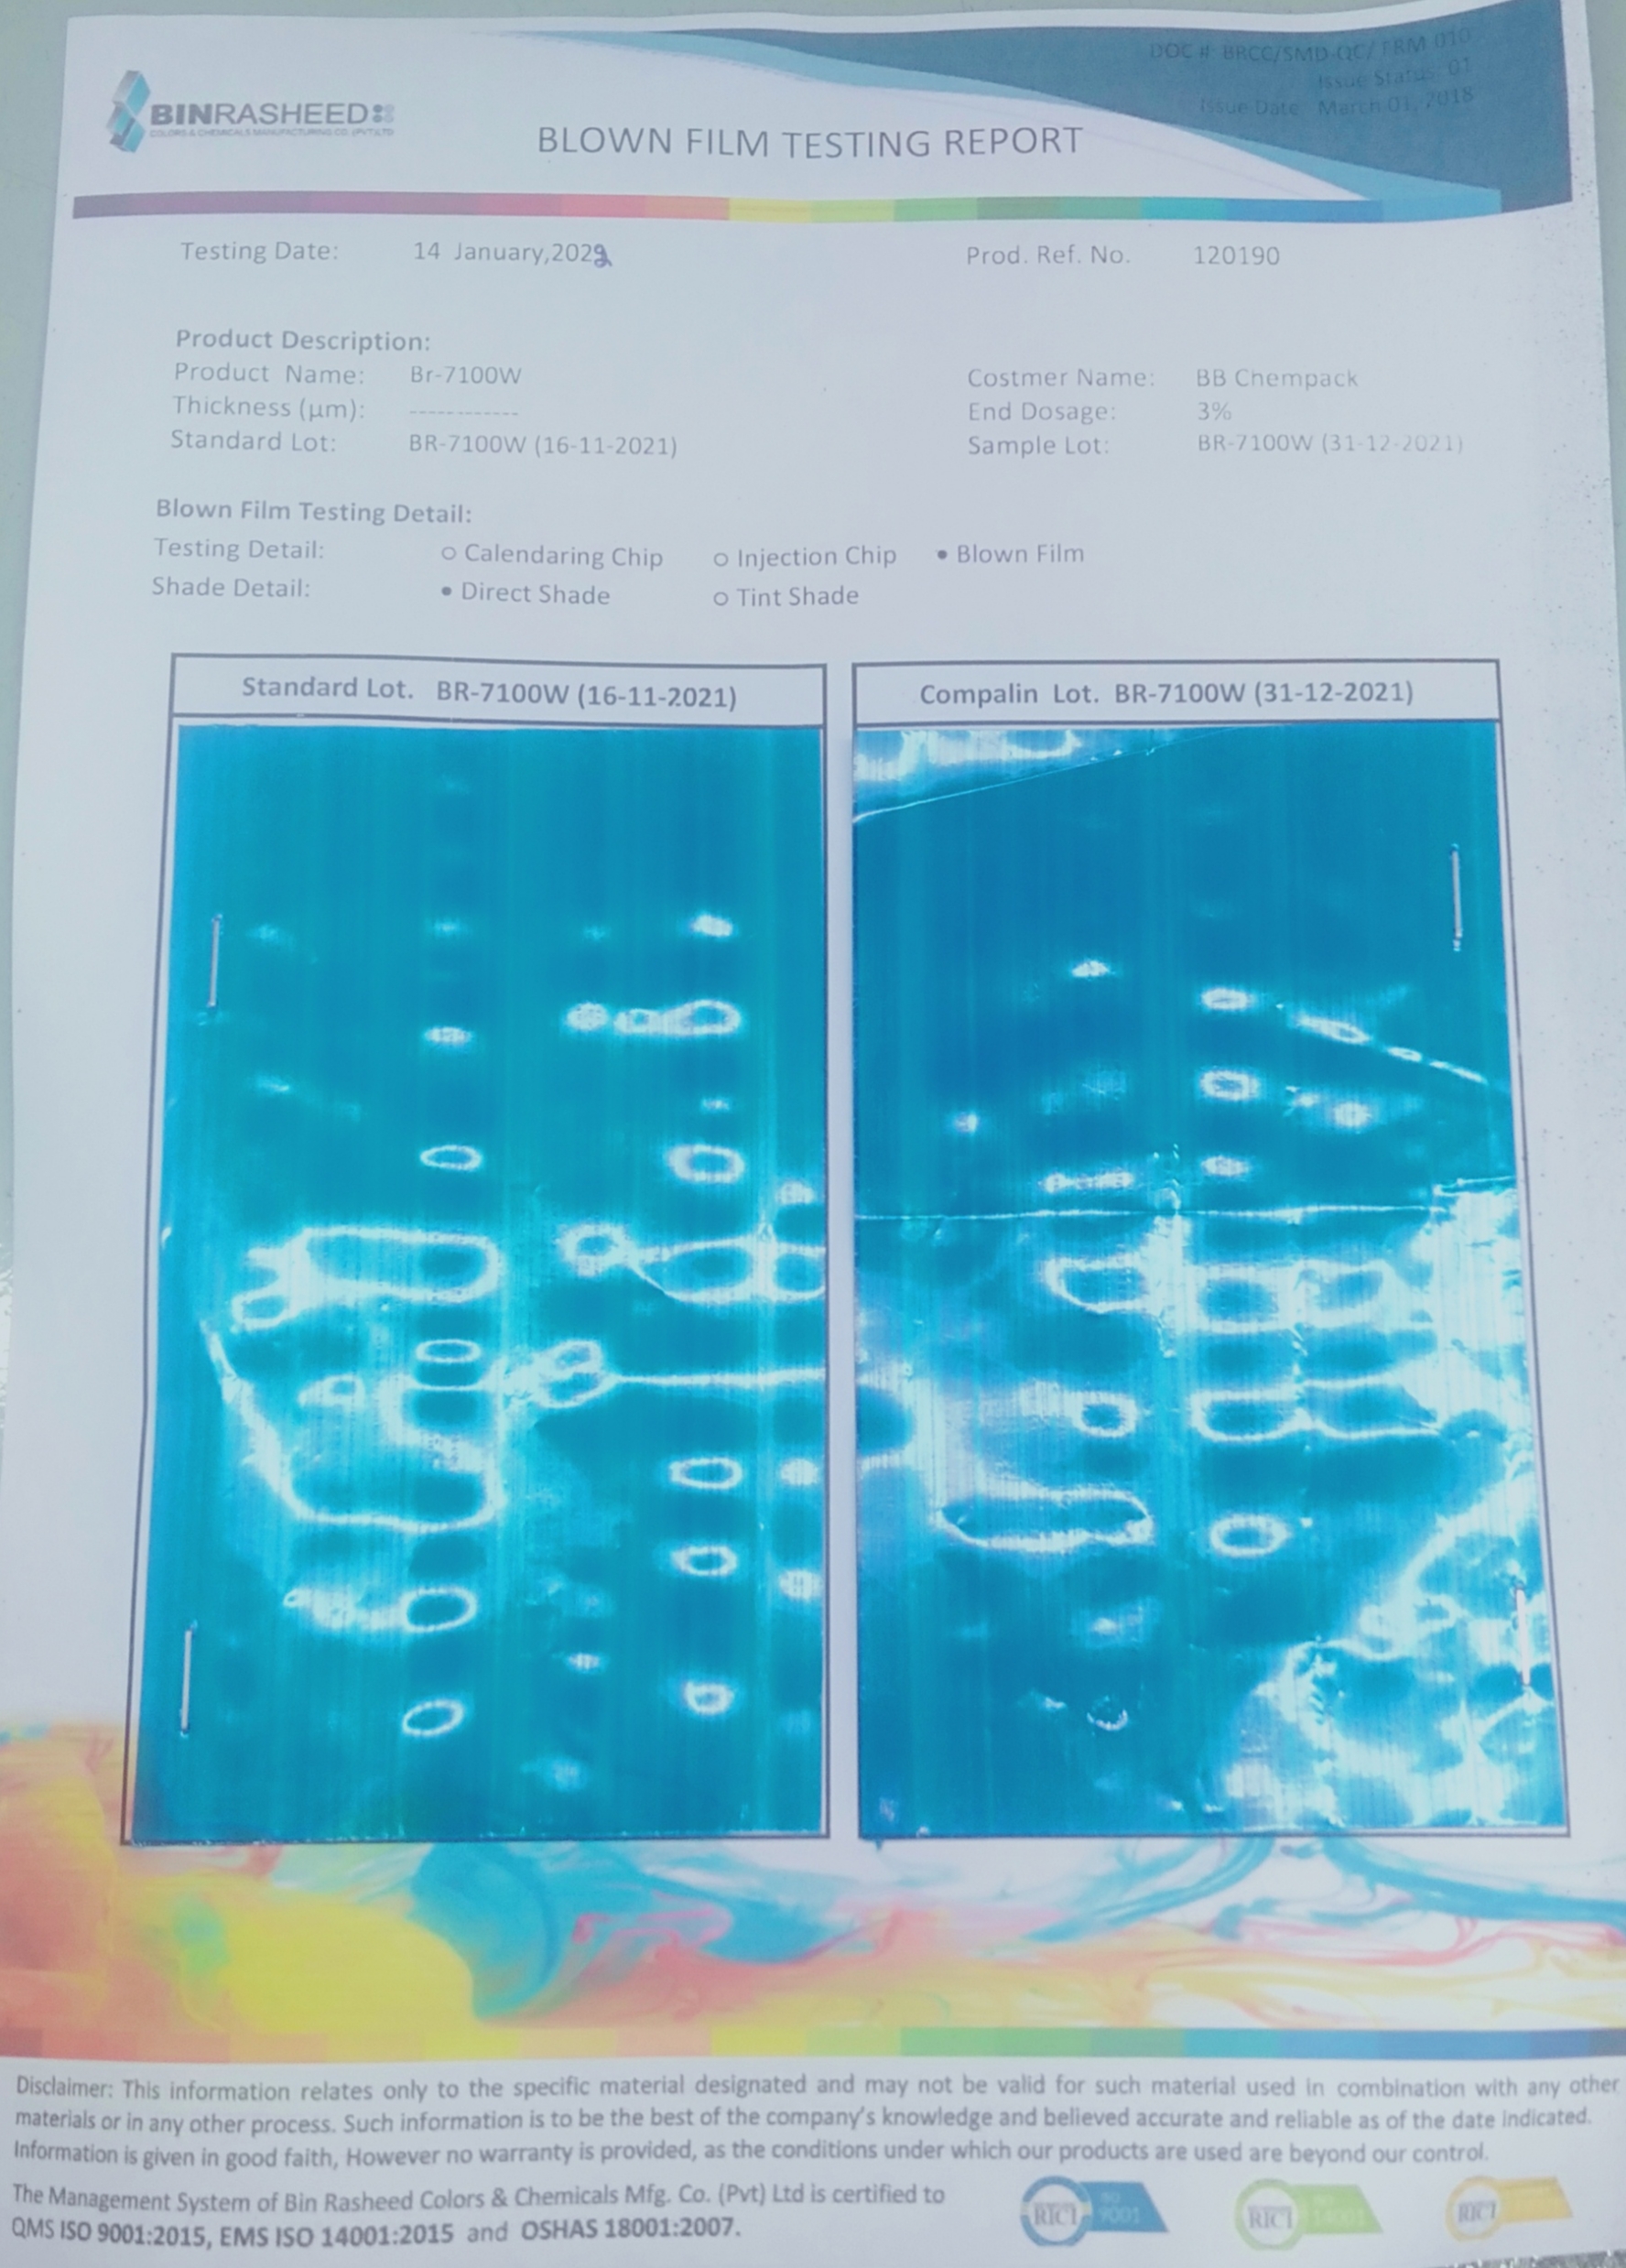 DOC # BRCC/SMD-QC/ FRM 010
Issue Status 01
Issue Date March 01, 2018
BINRASHEED
COLORS & CHEMICALS MANUFACTURING CO. (PVT) LTD
BLOWN FILM TESTING REPORT
Testing Date: 14 January,2022 Prod. Ref. No. 120190
Product Description:
Product Name: Br-7100W Costmer Name: BB Chempack
Thickness (µm): ------------ End Dosage: 3%
Standard Lot: BR-7100W (16-11-2021) Sample Lot: BR-7100W (31-12-2021)
Blown Film Testing Detail:
Testing Detail: ○ Calendaring Chip ○ Injection Chip • Blown Film
Shade Detail: • Direct Shade ○ Tint Shade
Standard Lot. BR-7100W (16-11-2021) Compalin Lot. BR-7100W (31-12-2021)
Disclaimer: This information relates only to the specific material designated and may not be valid for such material used in combination with any other
materials or in any other process. Such information is to be the best of the company's knowledge and believed accurate and reliable as of the date indicated.
Information is given in good faith, However no warranty is provided, as the conditions under which our products are used are beyond our control.
The Management System of Bin Rasheed Colors & Chemicals Mfg. Co. (Pvt) Ltd is certified to
QMS ISO 9001:2015, EMS ISO 14001:2015 and OSHAS 18001:2007.
RICI ISO 9001 RICI 14001 RICI